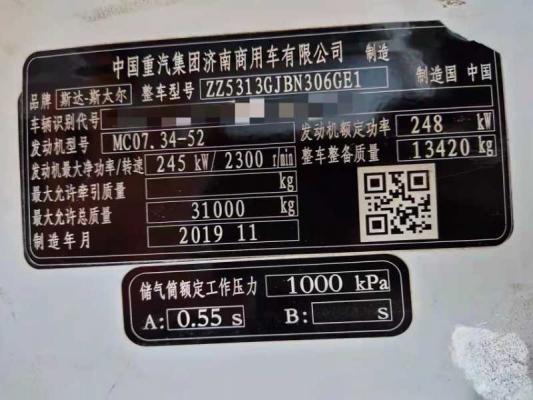 中国重汽集团济南商用车有限公司 制造
品牌 斯达-斯太尔 整车型号 ZZ5313GJBN306GE1 制造国 中国
车辆识别代号
发动机型号 MC07.34-52 发动机额定功率 248 kW
发动机最大净功率/转速 245 kW/ 2300 r/min 整车整备质量 13420 kg
最大允许牵引质量 kg
最大允许总质量 31000 kg
制造年月 2019 11
储气筒额定工作压力 1000 kPa
A: 0.55 s B: s